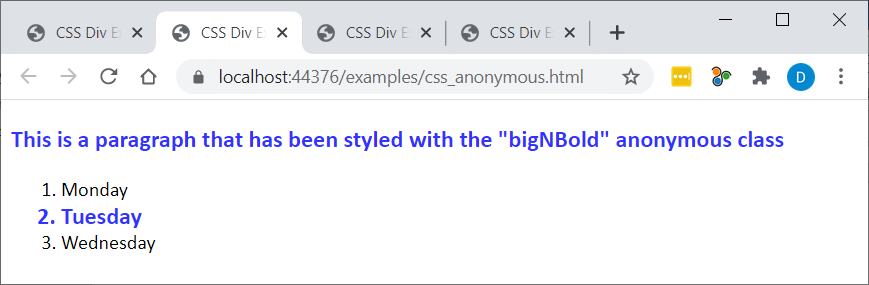 CSS Div E CSS Div E CSS Div E CSS Div E
localhost:44376/examples/css_anonymous.html D
This is a paragraph that has been styled with the "bigNBold" anonymous class
1. Monday
2. Tuesday
3. Wednesday